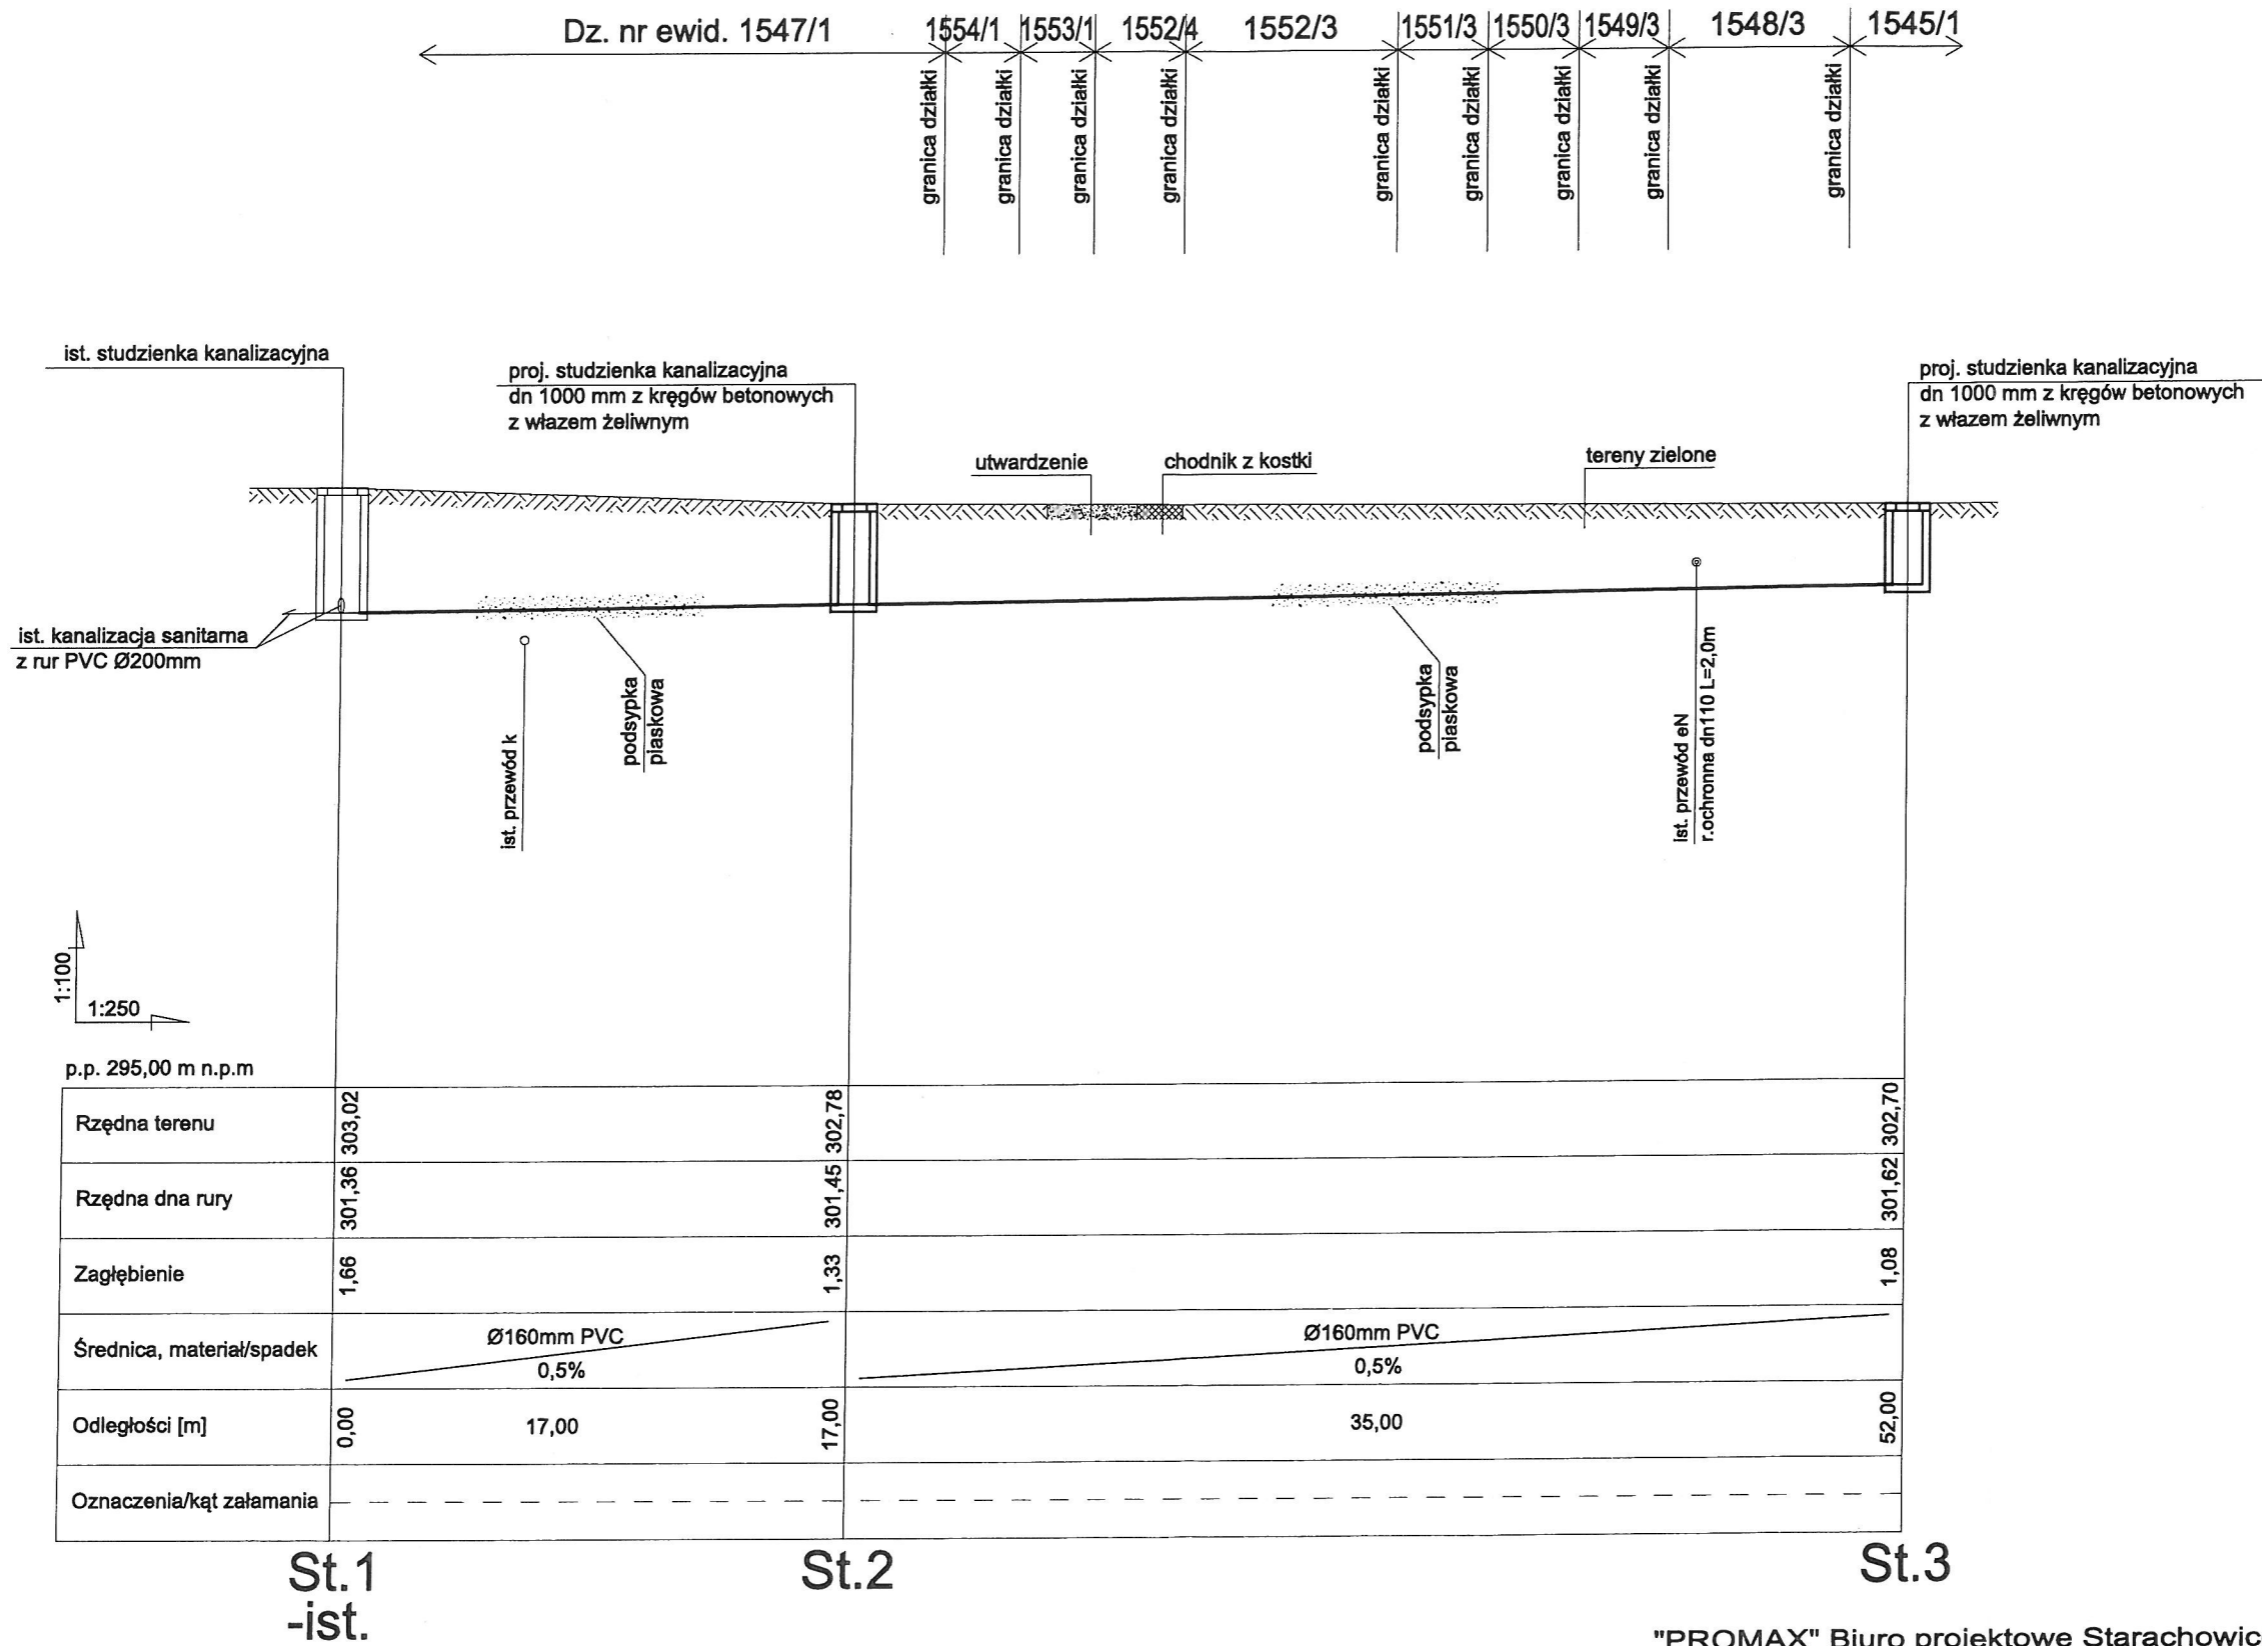 Dz. nr ewid. 1547/1
1554/1
1553/1
1552/4
1552/3
1551/3
1550/3
1549/3
1548/3
1545/1
granica działki
granica działki
granica działki
granica działki
granica działki
granica działki
granica działki
granica działki
granica działki
ist. studzienka kanalizacyjna
proj. studzienka kanalizacyjna
dn 1000 mm z kręgów betonowych
z włazem żeliwnym
utwardzenie
chodnik z kostki
tereny zielone
proj. studzienka kanalizacyjna
dn 1000 mm z kręgów betonowych
z włazem żeliwnym
ist. kanalizacja sanitarna
z rur PVC Ø200mm
ist. przewód k
podsypka
piaskowa
podsypka
piaskowa
ist. przewód eN
r.ochronna dn110 L=2,0m
1:100
1:250
p.p. 295,00 m n.p.m
Rzędna terenu
303,02
302,78
302,70
Rzędna dna rury
301,36
301,45
301,62
Zagłębienie
1,66
1,33
1,08
Średnica, materiał/spadek
Ø160mm PVC
0,5%
Ø160mm PVC
0,5%
Odległości [m]
0,00
17,00
17,00
35,00
52,00
Oznaczenia/kąt załamania
St.1
-ist.
St.2
St.3
"PROMAX" Biuro projektowe Starachowic